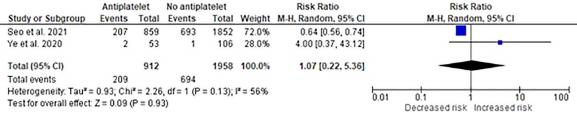 Antiplatelet No antiplatelet Risk Ratio Risk Ratio
Study or Subgroup Events Total Events Total Weight M-H, Random, 95% CI M-H, Random, 95% CI
Seo et al. 2021 207 859 693 1852 72.0% 0.64 [0.56, 0.74]
Ye et al. 2020 2 53 1 106 28.0% 4.00 [0.37, 43.12]
Total (95% CI) 912 1958 100.0% 1.07 [0.22, 5.36]
Total events 209 694
Heterogeneity: Tau² = 0.93; Chi² = 2.26, df = 1 (P = 0.13); I² = 56%
Test for overall effect: Z = 0.09 (P = 0.93)
0.01 0.1 1 10 100
Decreased risk Increased risk